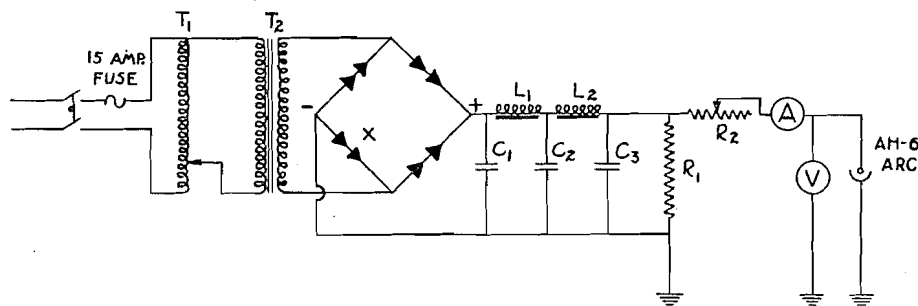 T1
T2
15 AMP.
FUSE
-
X
+
L1
L2
C1
C2
C3
R1
R2
A
V
AH-6
ARC